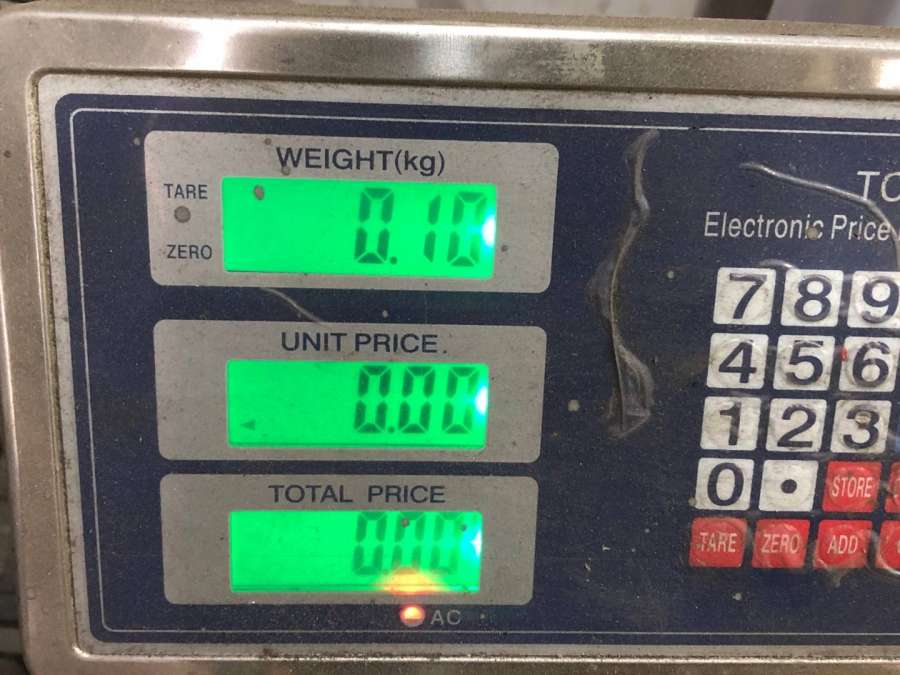 WEIGHT(kg)
TARE
0.10
ZERO
UNIT PRICE
0.00
TOTAL PRICE
0.00
AC
Electronic Price
7 8 9
4 5 6
1 2 3
0 . STORE
TARE ZERO ADD